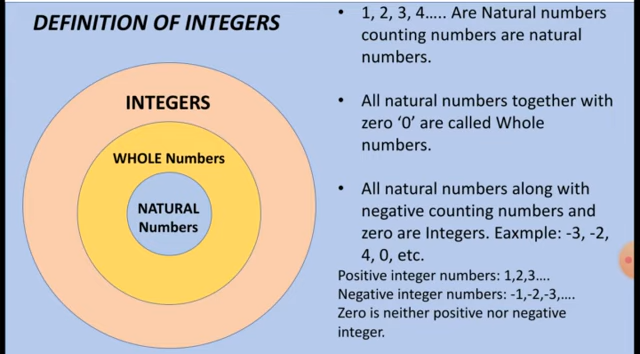 DEFINITION OF INTEGERS
INTEGERS
WHOLE Numbers
NATURAL
Numbers
• 1, 2, 3, 4….. Are Natural numbers
counting numbers are natural
numbers.
• All natural numbers together with
zero ‘0’ are called Whole
numbers.
• All natural numbers along with
negative counting numbers and
zero are Integers. Eaxmple: -3, -2,
4, 0, etc.
Positive integer numbers: 1,2,3….
Negative integer numbers: -1,-2,-3,….
Zero is neither positive nor negative
integer.